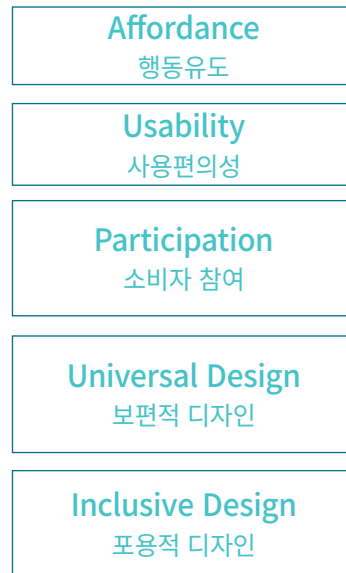 Affordance
행동유도
Usability
사용편의성
Participation
소비자 참여
Universal Design
보편적 디자인
Inclusive Design
포용적 디자인